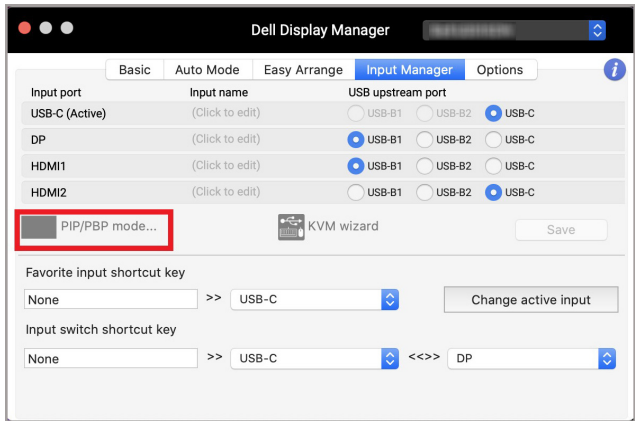 Dell Display Manager
Basic Auto Mode Easy Arrange Input Manager Options i
Input port Input name USB upstream port
USB-C (Active) (Click to edit) USB-B1 USB-B2 USB-C
DP (Click to edit) USB-B1 USB-B2 USB-C
HDMI1 (Click to edit) USB-B1 USB-B2 USB-C
HDMI2 (Click to edit) USB-B1 USB-B2 USB-C
PIP/PBP mode... KVM wizard Save
Favorite input shortcut key
None >> USB-C Change active input
Input switch shortcut key
None >> USB-C <<>> DP